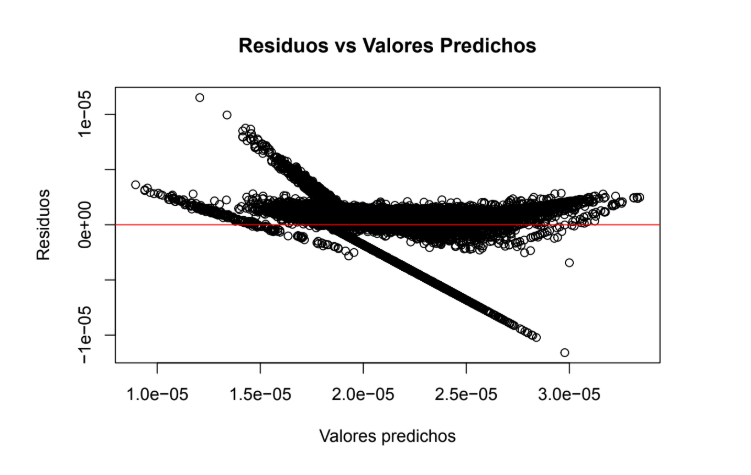 Residuos vs Valores Predichos
Residuos
1e−05
0e+00
−1e−05
1.0e−05 1.5e−05 2.0e−05 2.5e−05 3.0e−05
Valores predichos